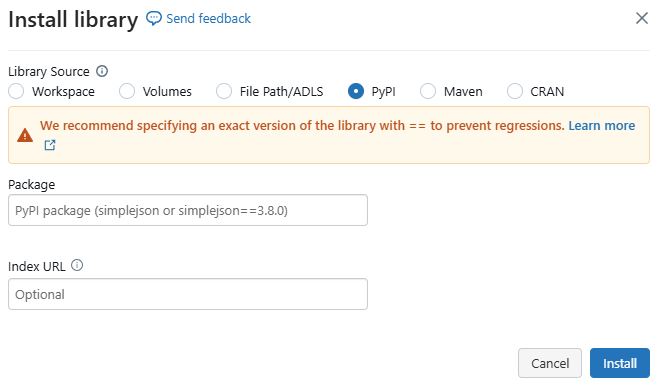 Install library Send feedback
Library Source
Workspace Volumes File Path/ADLS PyPI Maven CRAN
We recommend specifying an exact version of the library with == to prevent regressions. Learn more
Package
PyPI package (simplejson or simplejson==3.8.0)
Index URL
Optional
Cancel Install